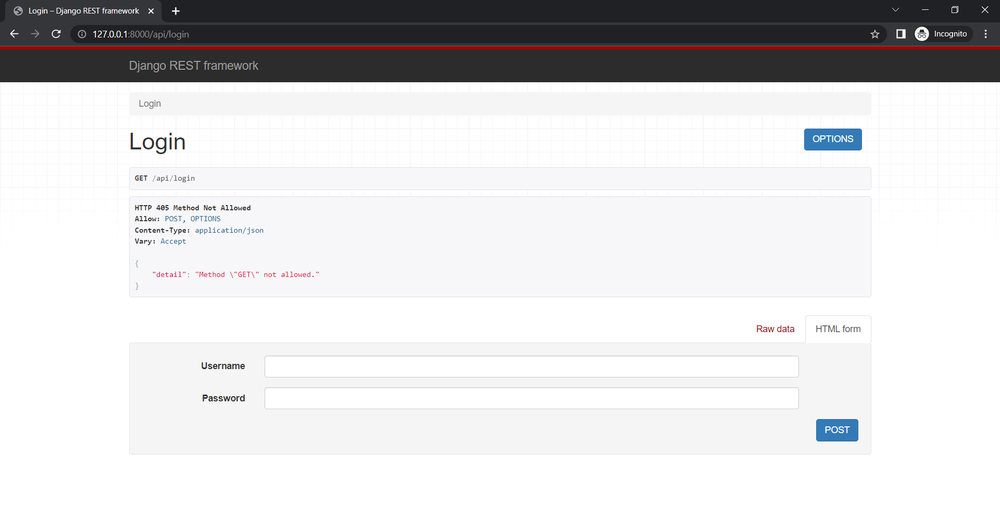 Login – Django REST framework
127.0.0.1:8000/api/login
Incognito
Django REST framework
Login
Login
OPTIONS
GET /api/login
HTTP 405 Method Not Allowed
Allow: POST, OPTIONS
Content-Type: application/json
Vary: Accept
{
"detail": "Method \"GET\" not allowed."
}
Raw data
HTML form
Username
Password
POST